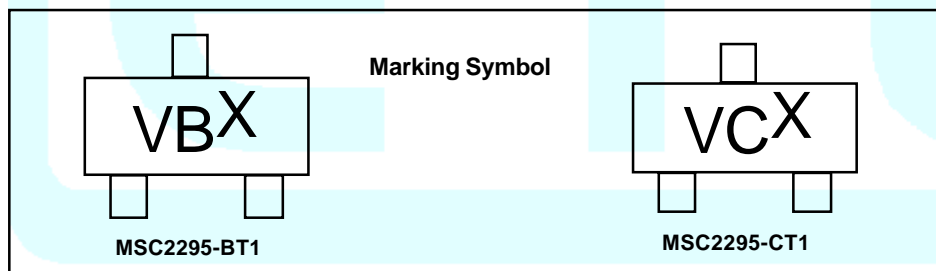 Marking Symbol
VBX
VCX
MSC2295-BT1
MSC2295-CT1